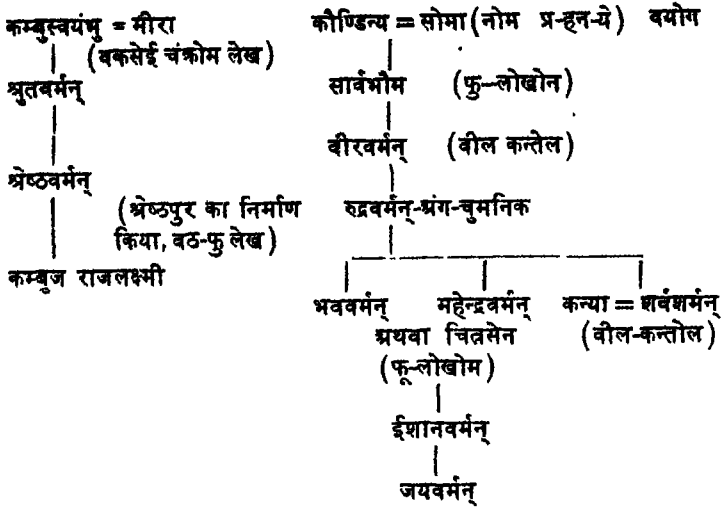 कम्बुस्वयंभु = मीरा
(वकसेई चंक्रोम लेख)
श्रुतवर्मन्
श्रेष्ठवर्मन्
(श्रेष्ठपुर का निर्माण
किया, वठ-फु लेख)
कम्बुज राजलक्ष्मी
कौण्डिन्य = सोमा (नोम प्र-हन-ये) वयोग
सार्वभौम (फु-लोखोन)
वीरवर्मन् (वील कन्तेल)
रुद्रवर्मन्-श्रंग-चुमनिक
भववर्मन् महेन्द्रवर्मन् कन्या = शर्वशर्मन्
अथवा चित्रसेन (वील-कन्तोल)
(फू-लोखोम)
ईशानवर्मन्
जयवर्मन्